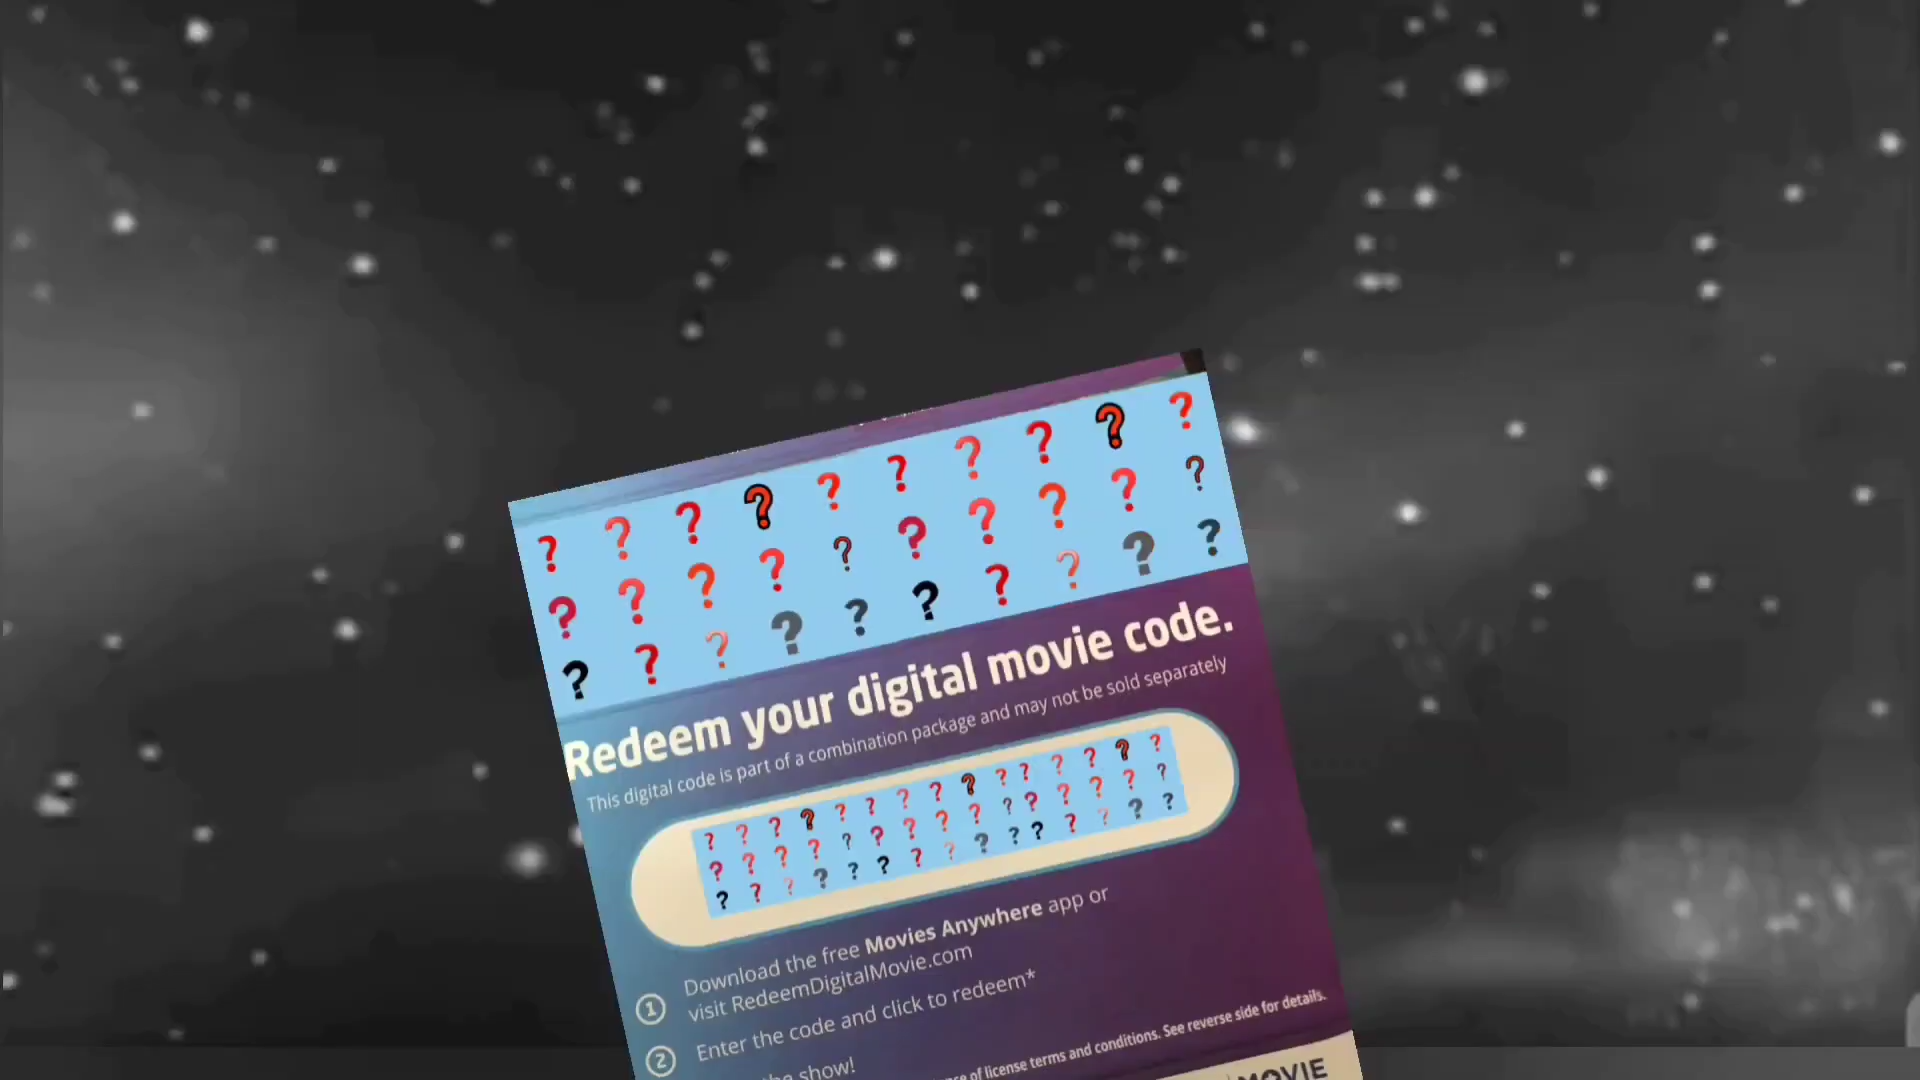 Redeem your digital movie code.
This digital code is part of a combination package and may not be sold separately
1 Download the free Movies Anywhere app or
visit RedeemDigitalMovie.com
2 Enter the code and click to redeem*
the show!
of license terms and conditions. See reverse side for details.
MOVIE